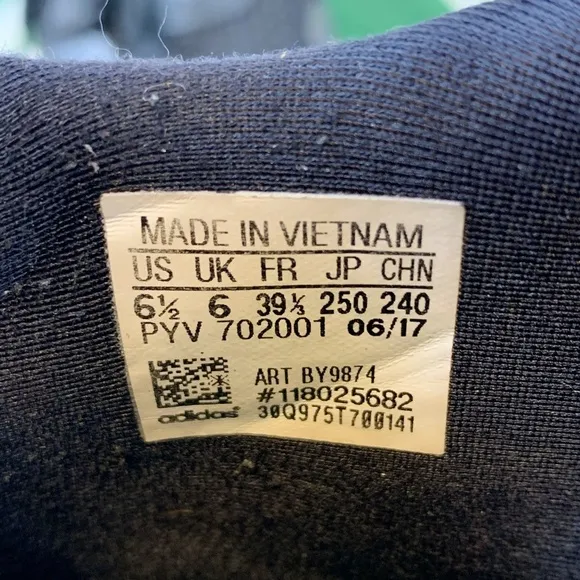 MADE IN VIETNAM
US UK FR JP CHN
6½ 6 39⅓ 250 240
PYV 702001 06/17
ART BY9874
#118025682
adidas 30Q975T700141